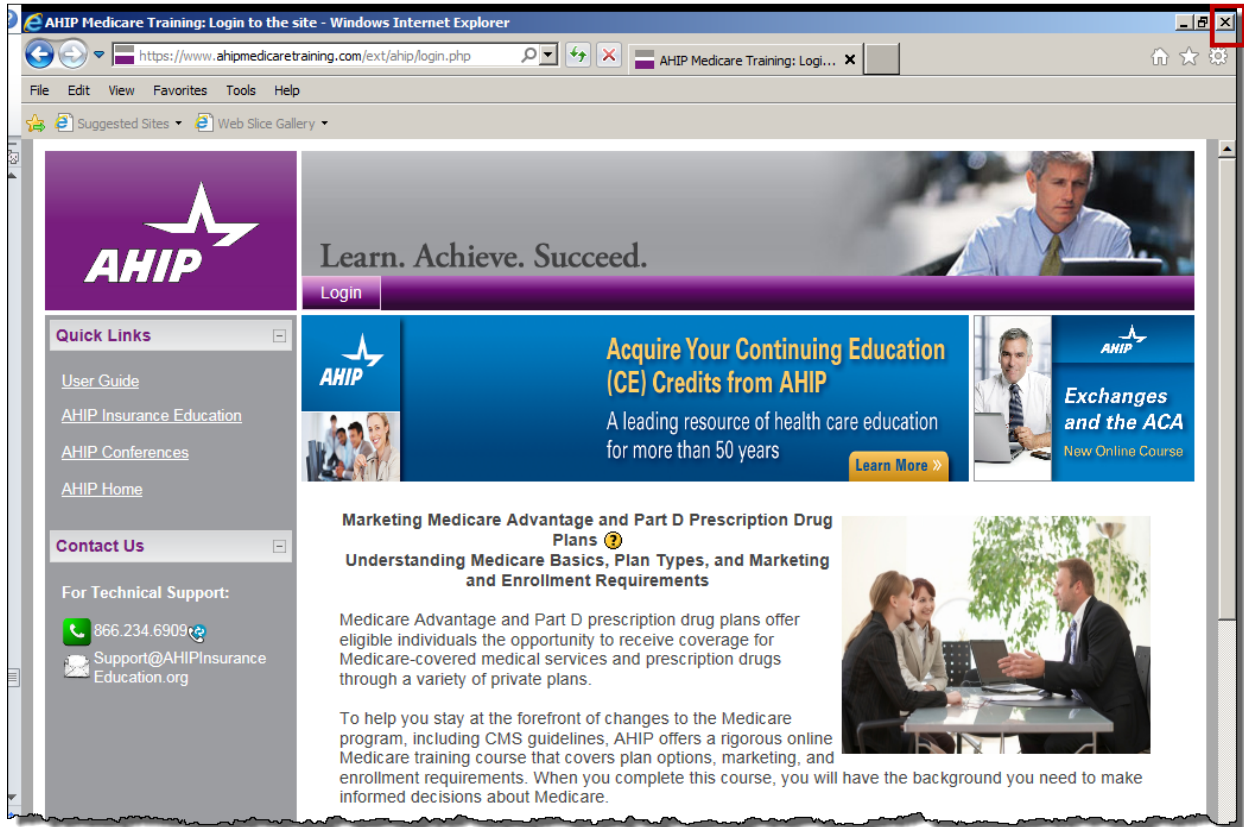 AHIP Medicare Training: Login to the site - Windows Internet Explorer
https://www.ahipmedicaretraining.com/ext/ahip/login.php
AHIP Medicare Training: Logi...
File Edit View Favorites Tools Help
Suggested Sites Web Slice Gallery
AHIP
Learn. Achieve. Succeed.
Login
Quick Links
User Guide
AHIP Insurance Education
AHIP Conferences
AHIP Home
Contact Us
For Technical Support:
866.234.6909
Support@AHIPInsurance
Education.org
AHIP
Acquire Your Continuing Education
(CE) Credits from AHIP
A leading resource of health care education
for more than 50 years
Learn More »
AHIP
Exchanges
and the ACA
New Online Course
Marketing Medicare Advantage and Part D Prescription Drug
Plans ?
Understanding Medicare Basics, Plan Types, and Marketing
and Enrollment Requirements
Medicare Advantage and Part D prescription drug plans offer
eligible individuals the opportunity to receive coverage for
Medicare-covered medical services and prescription drugs
through a variety of private plans.
To help you stay at the forefront of changes to the Medicare
program, including CMS guidelines, AHIP offers a rigorous online
Medicare training course that covers plan options, marketing, and
enrollment requirements. When you complete this course, you will have the background you need to make
informed decisions about Medicare.